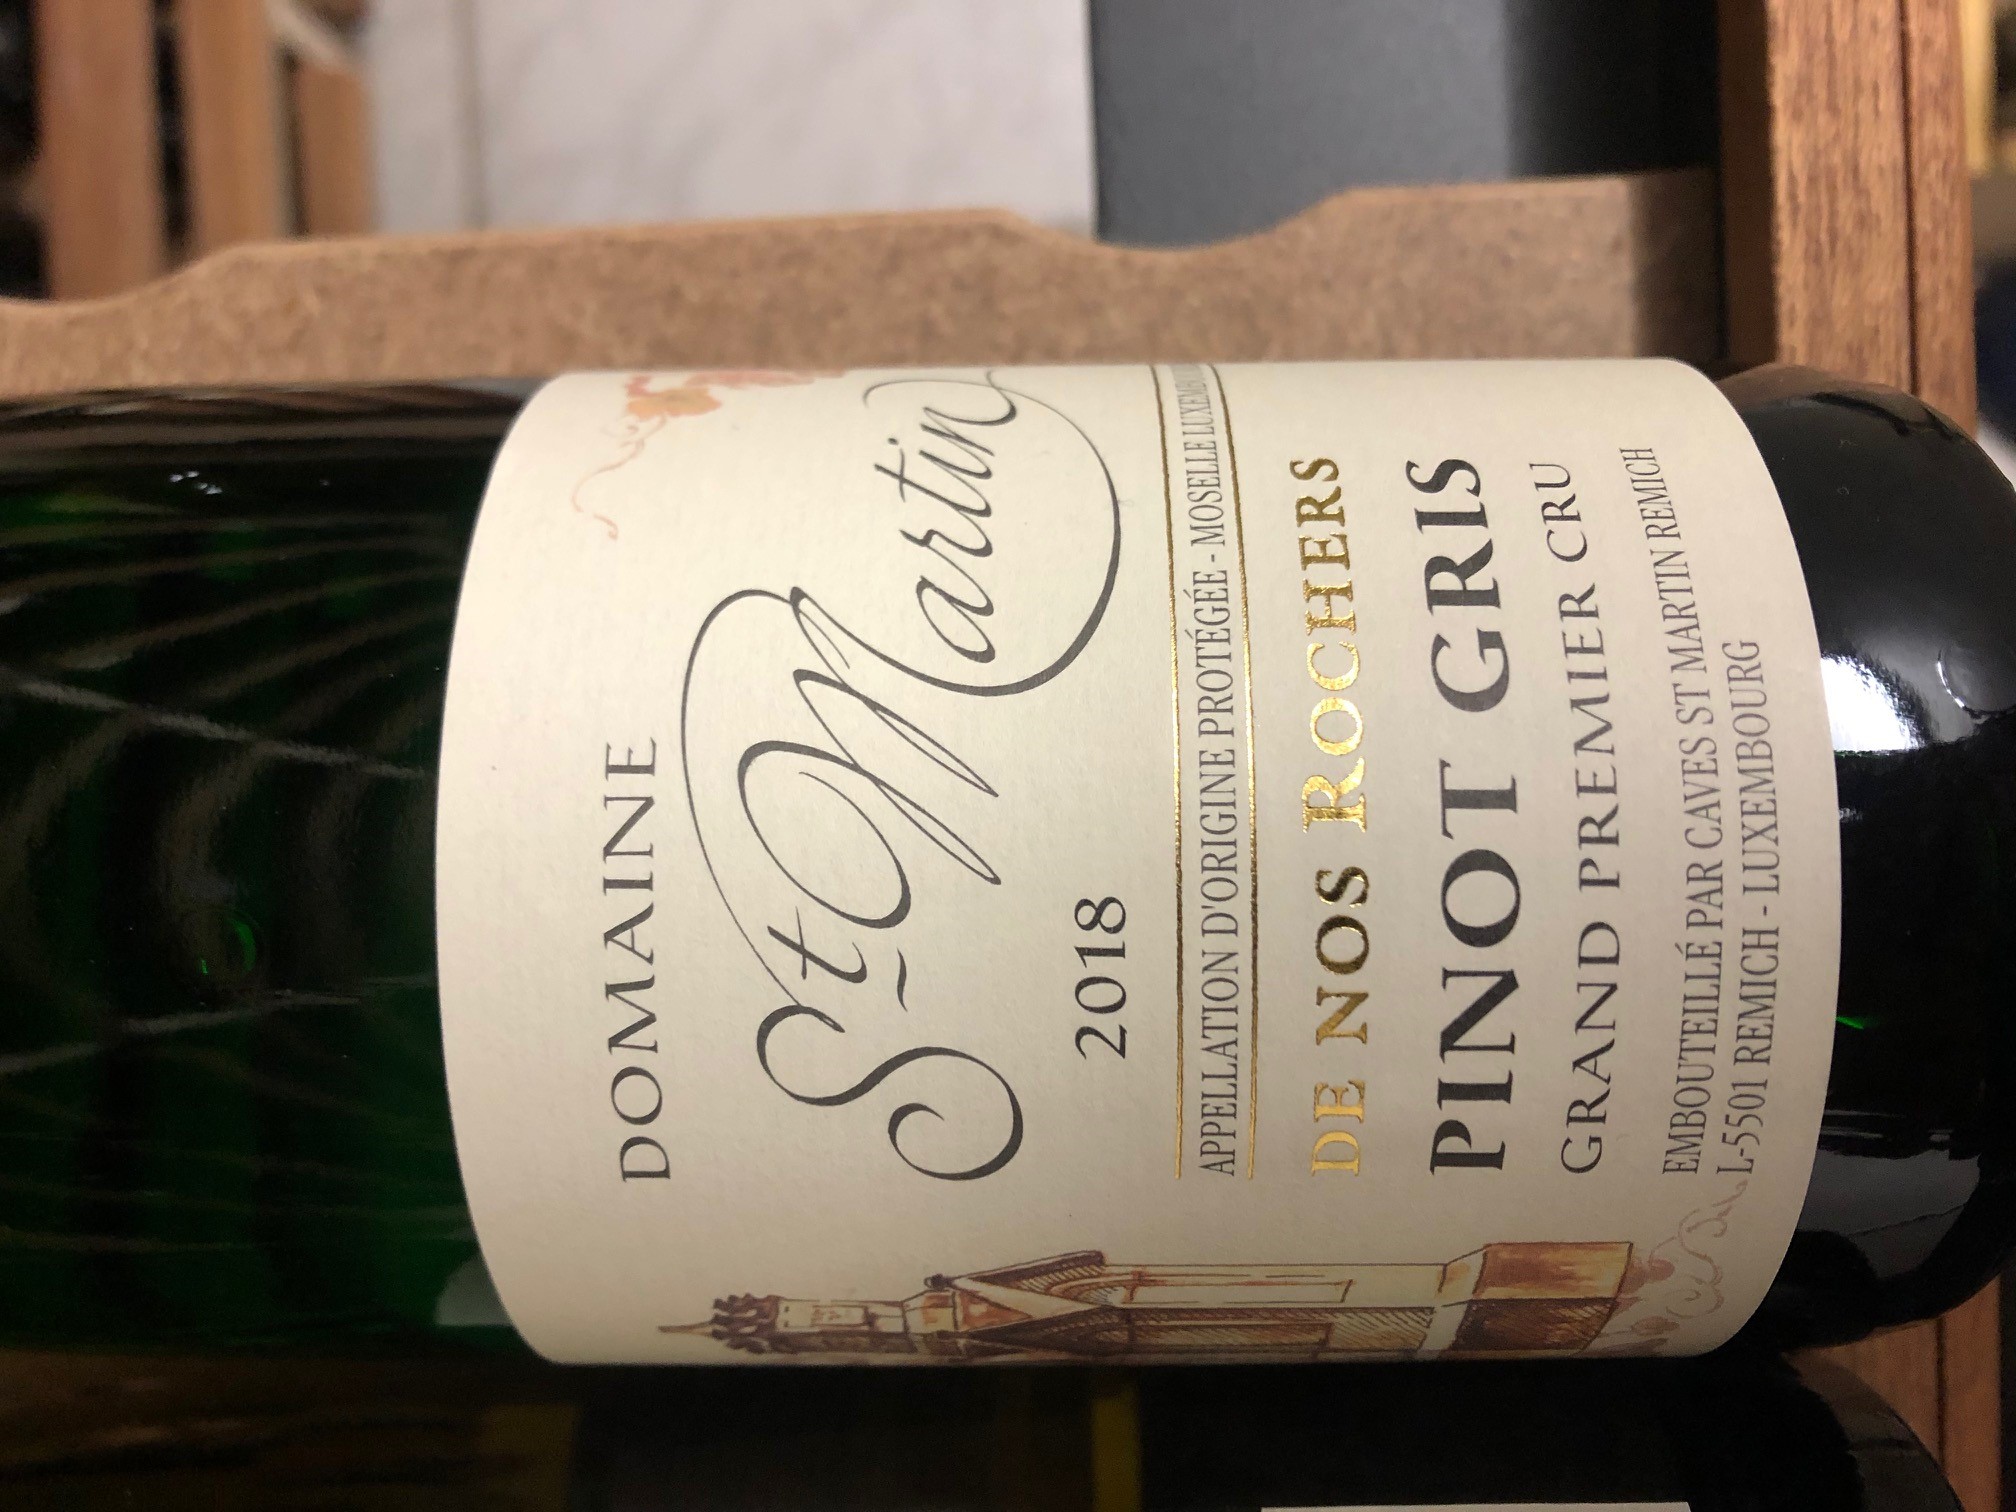 DOMAINE
St Martin
2018
APPELLATION D'ORIGINE PROTÉGÉE - MOSELLE
DE NOS ROCHERS
PINOT GRIS
GRAND PREMIER CRU
EMBOUTEILLÉ PAR CAVES ST MARTIN REMICH
L-5501 REMICH - LUXEMBOURG